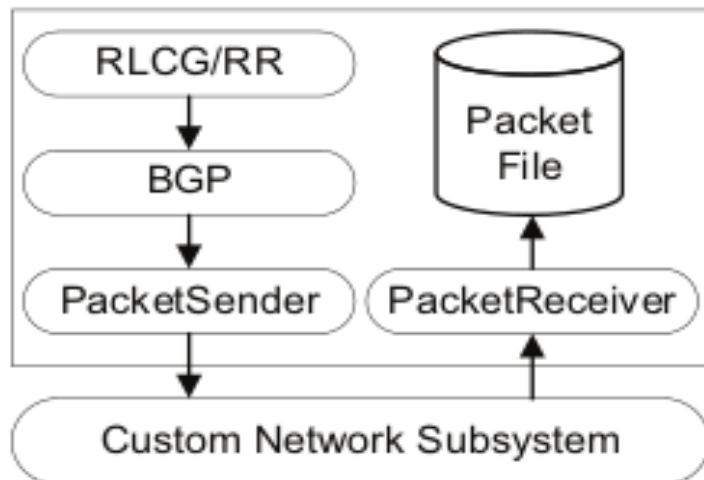 RLCG/RR
BGP
PacketSender
Packet
File
PacketReceiver
Custom Network Subsystem